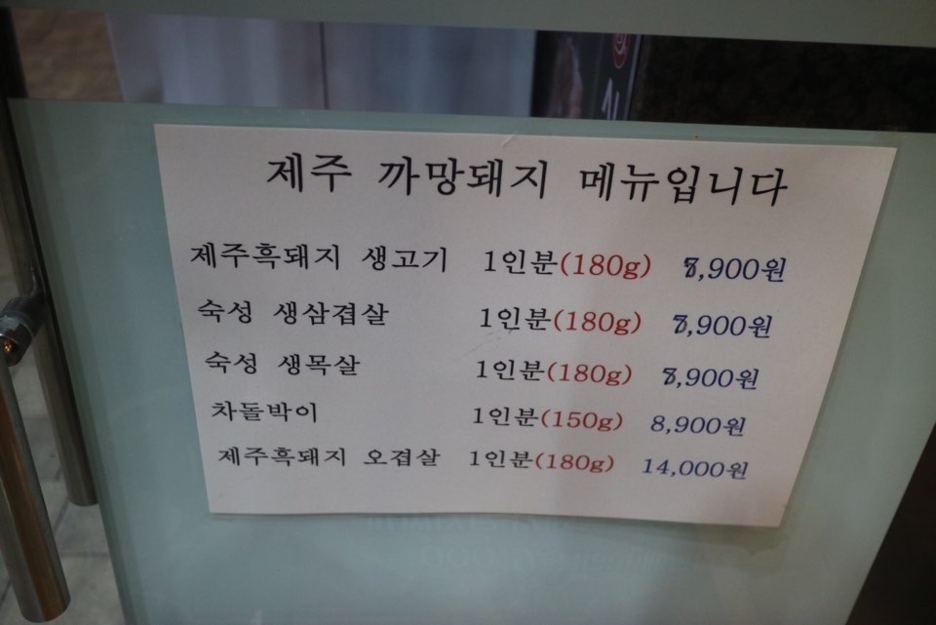 제주 까망돼지 메뉴입니다
제주흑돼지 생고기 1인분(180g) 8,900원
숙성 생삼겹살 1인분(180g) 8,900원
숙성 생목살 1인분(180g) 8,900원
차돌박이 1인분(150g) 8,900원
제주흑돼지 오겹살 1인분(180g) 14,000원